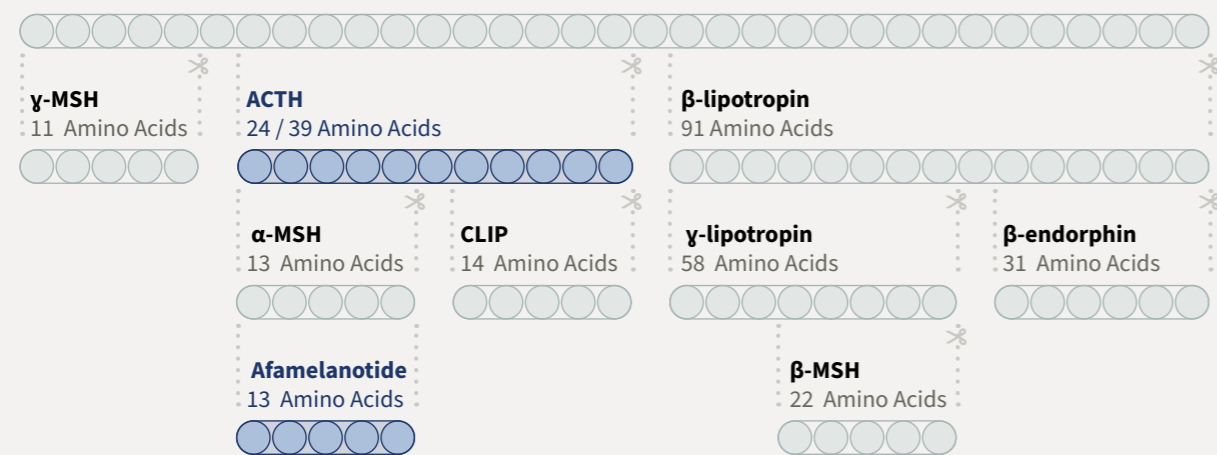 ɣ-MSH
11 Amino Acids
ACTH
24 / 39 Amino Acids
β-lipotropin
91 Amino Acids
α-MSH
13 Amino Acids
CLIP
14 Amino Acids
ɣ-lipotropin
58 Amino Acids
β-endorphin
31 Amino Acids
Afamelanotide
13 Amino Acids
β-MSH
22 Amino Acids